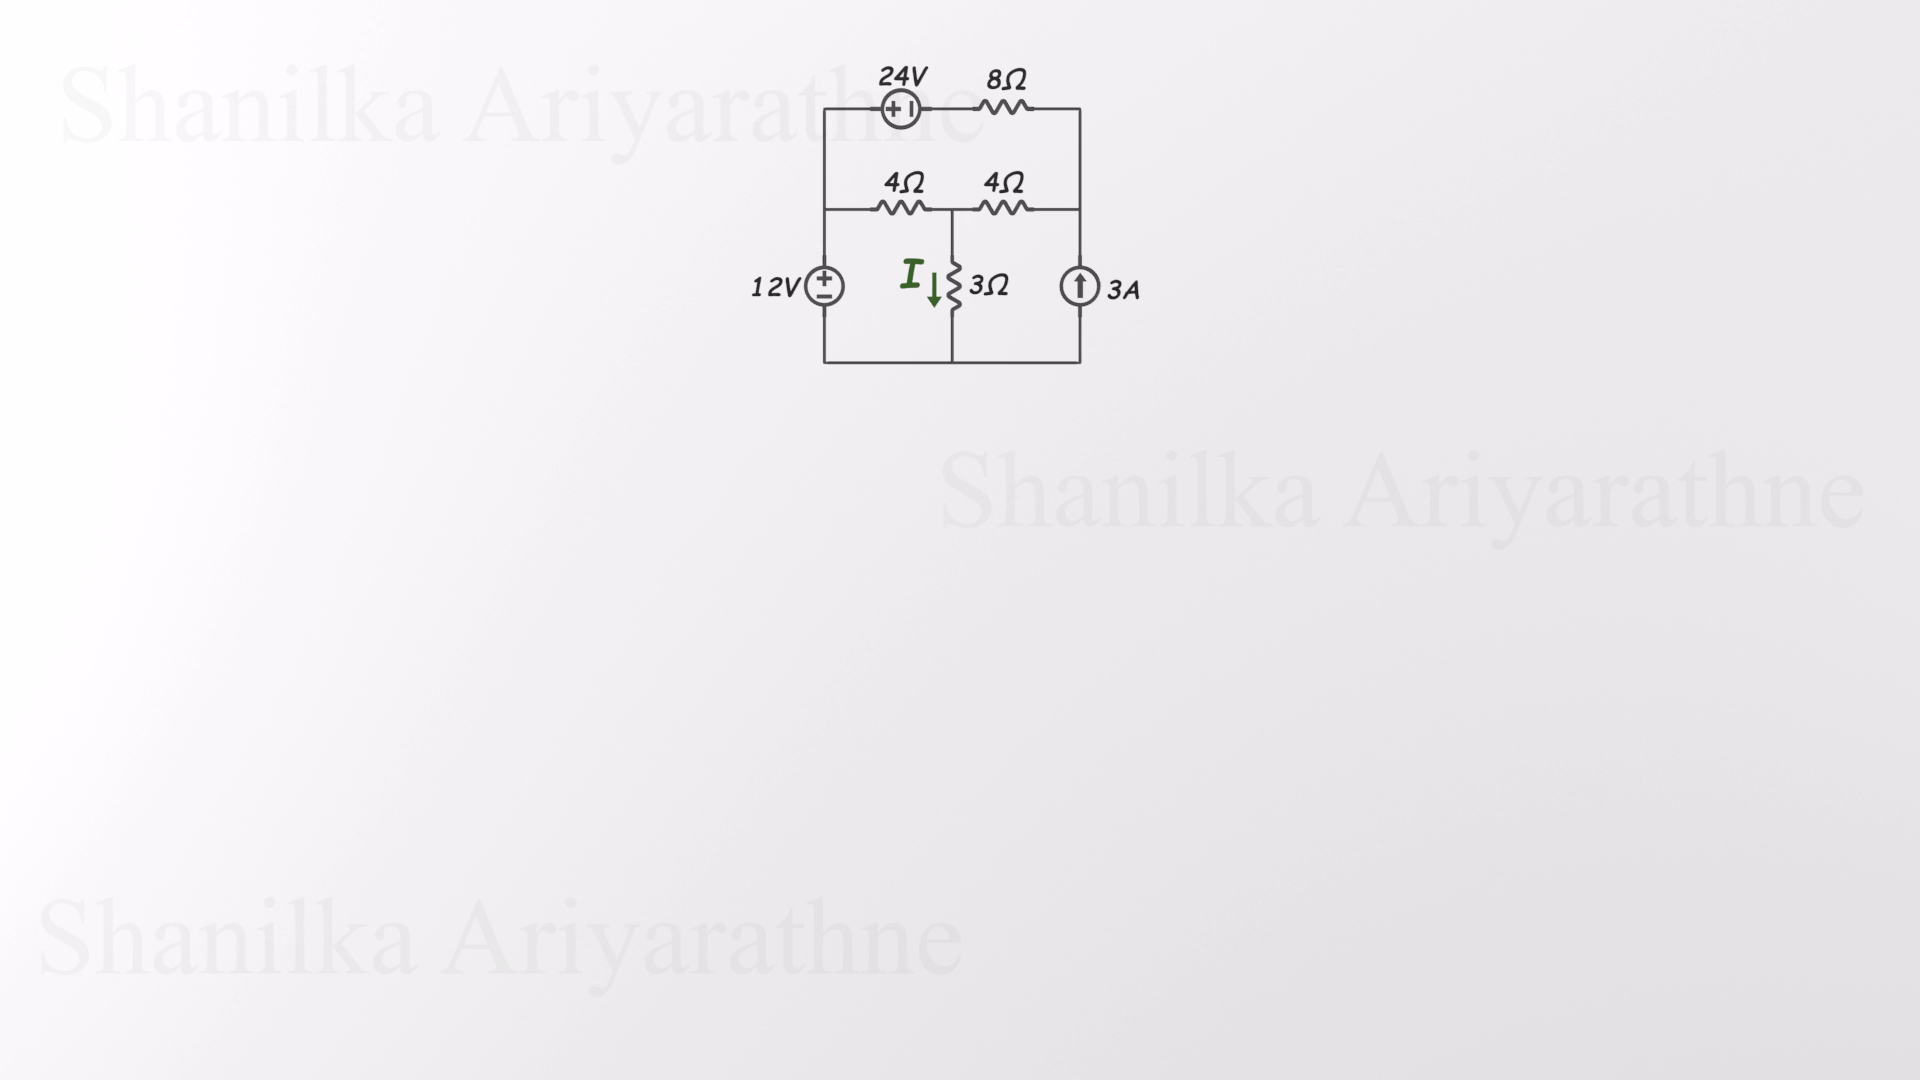 Shanilka Ariyarathne
24V
8Ω
4Ω
4Ω
12V
I
3Ω
3A
Shanilka Ariyarathne
Shanilka Ariyarathne